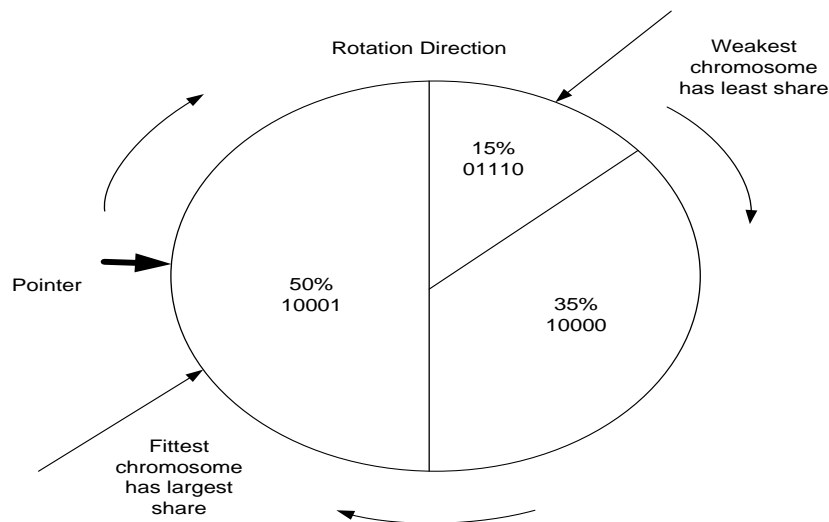 Rotation Direction
Weakest
chromosome
has least share
15%
01110
Pointer
50%
10001
35%
10000
Fittest
chromosome
has largest
share